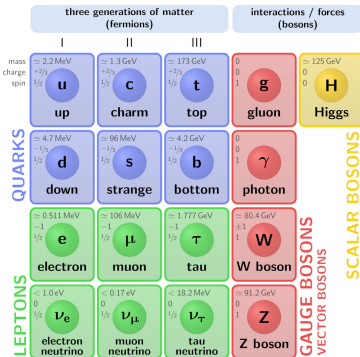 three generations of matter
(fermions)
interactions / forces
(bosons)
I
II
III
mass
charge
spin
≃ 2.2 MeV
+2/3
1/2
u
up
≃ 1.3 GeV
+2/3
1/2
c
charm
≃ 173 GeV
+2/3
1/2
t
top
0
0
1
g
gluon
≃ 125 GeV
0
0
H
Higgs
QUARKS
≃ 4.7 MeV
−1/3
1/2
d
down
≃ 96 MeV
−1/3
1/2
s
strange
≃ 4.2 GeV
−1/3
1/2
b
bottom
0
0
1
γ
photon
SCALAR BOSONS
LEPTONS
≃ 0.511 MeV
−1
1/2
e
electron
≃ 106 MeV
−1
1/2
μ
muon
≃ 1.777 GeV
−1
1/2
τ
tau
≃ 80.4 GeV
±1
1
W
W boson
GAUGE BOSONS
VECTOR BOSONS
< 1.0 eV
0
1/2
νe
electron
neutrino
< 0.17 eV
0
1/2
νμ
muon
neutrino
< 18.2 MeV
0
1/2
ντ
tau
neutrino
≃ 91.2 GeV
0
1
Z
Z boson